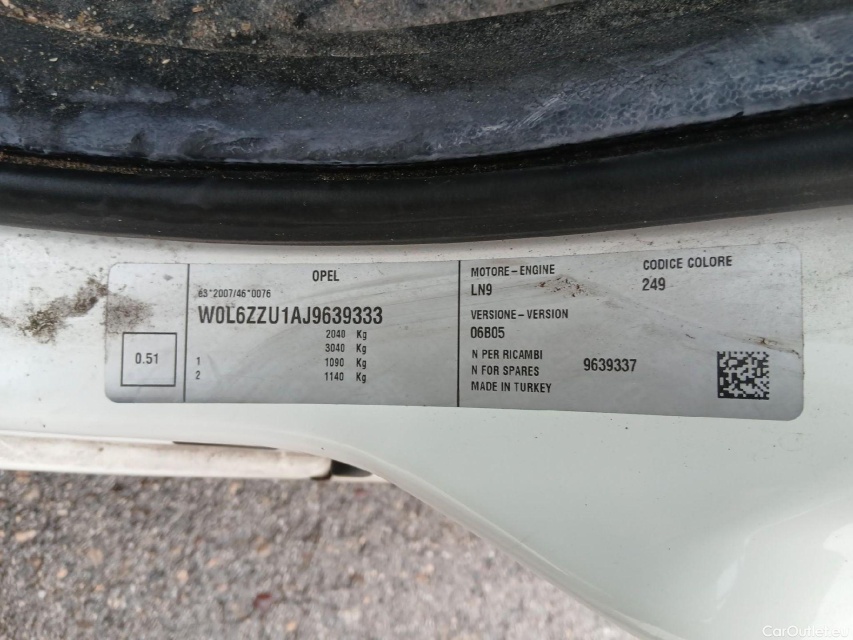 0.51
OPEL
e3*2007/46*0076
W0L6ZZU1AJ9639333
2040 Kg
3040 Kg
1 1090 Kg
2 1140 Kg
MOTORE - ENGINE
LN9
CODICE COLORE
249
VERSIONE - VERSION
06B05
N PER RICAMBI
N FOR SPARES 9639337
MADE IN TURKEY
CarOutlet.eu